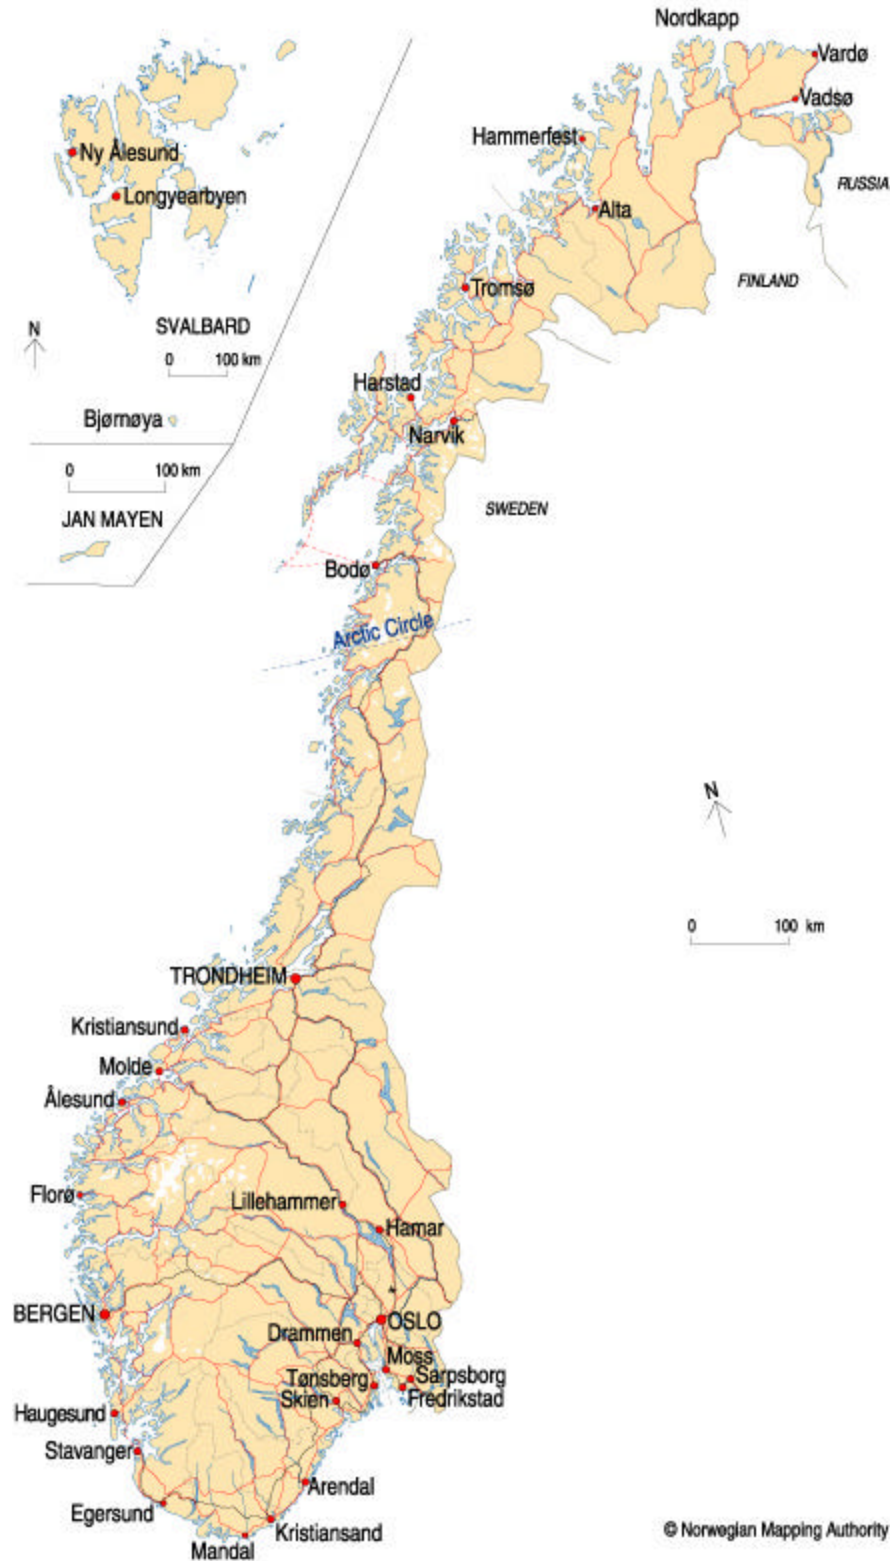 Nordkapp
Vardø
Vadsø
Hammerfest
RUSSIA
Ny Ålesund
Longyearbyen
Alta
FINLAND
Tromsø
N
SVALBARD
0 100 km
Harstad
Bjørnøya
Narvik
0 100 km
SWEDEN
JAN MAYEN
Bodø
Arctic Circle
N
0 100 km
TRONDHEIM
Kristiansund
Molde
Ålesund
Florø
Lillehammer
Hamar
BERGEN
OSLO
Drammen
Moss
Tønsberg
Sarpsborg
Skien
Fredrikstad
Haugesund
Stavanger
Arendal
Egersund
Kristiansand
Mandal
© Norwegian Mapping Authority